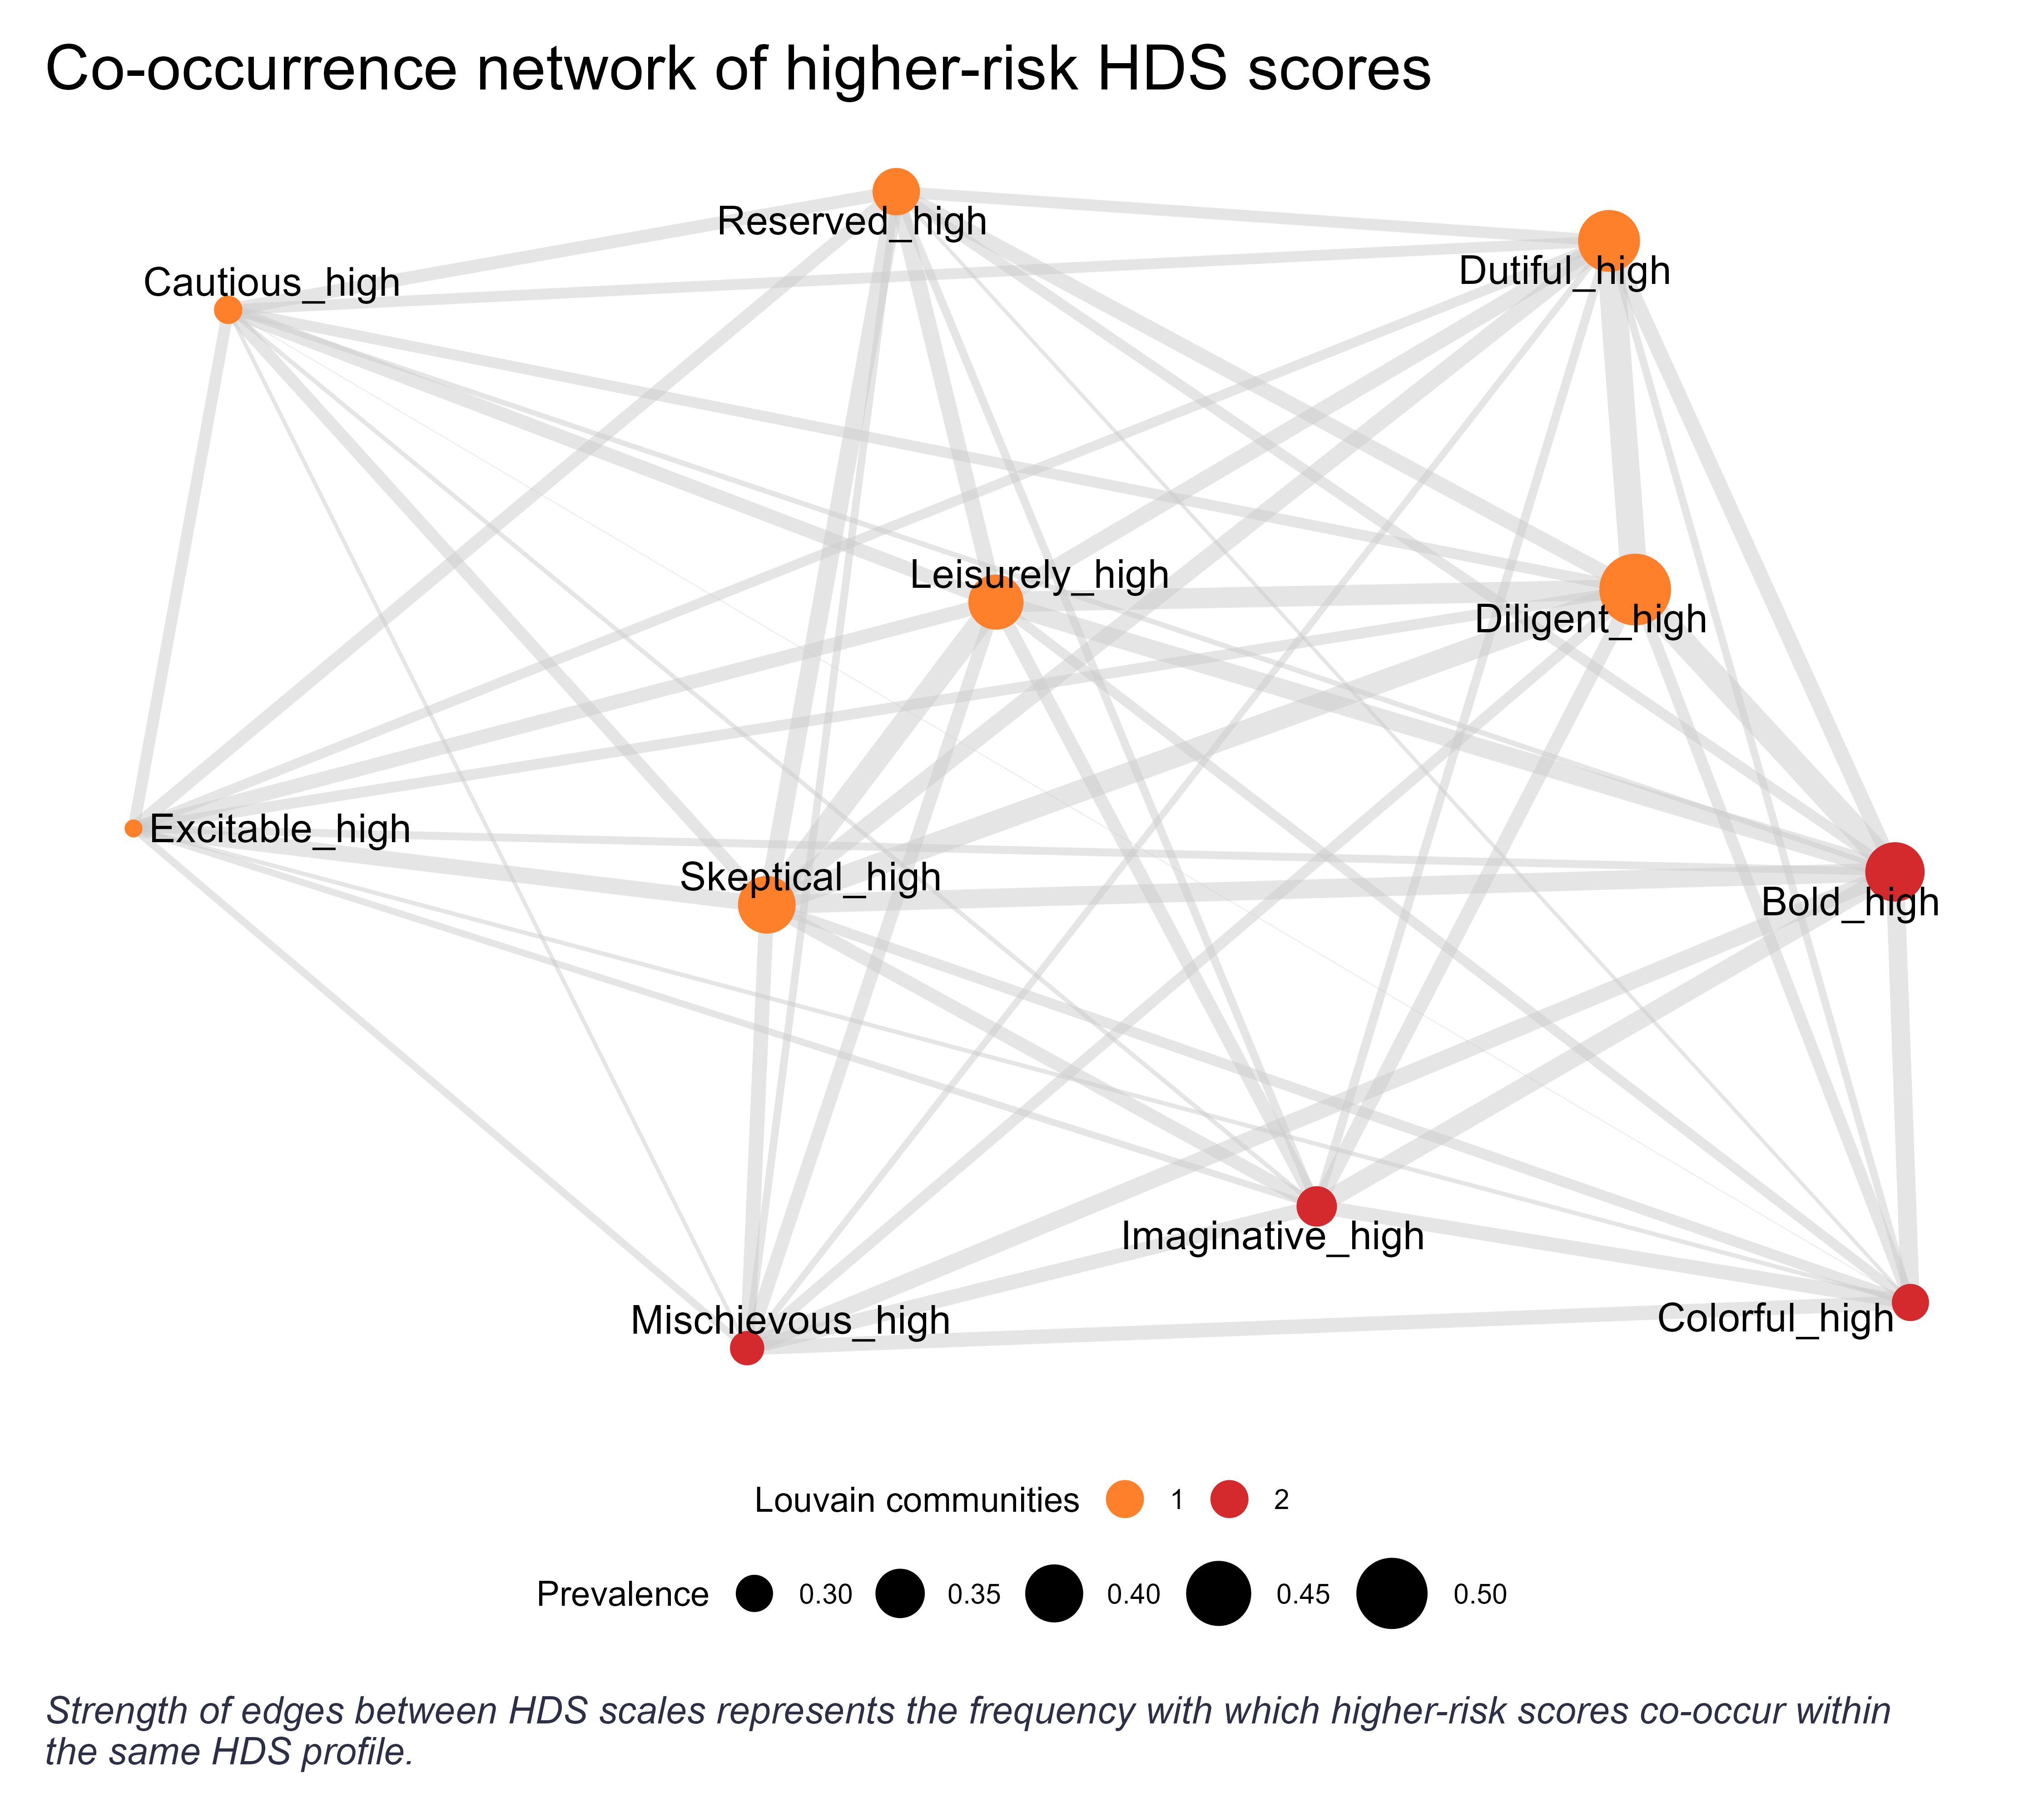 Co-occurrence network of higher-risk HDS scores
Reserved_high
Dutiful_high
Cautious_high
Leisurely_high
Diligent_high
Excitable_high
Skeptical_high
Bold_high
Imaginative_high
Mischievous_high
Colorful_high
Louvain communities 1 2
Prevalence 0.30 0.35 0.40 0.45 0.50
Strength of edges between HDS scales represents the frequency with which higher-risk scores co-occur within
the same HDS profile.